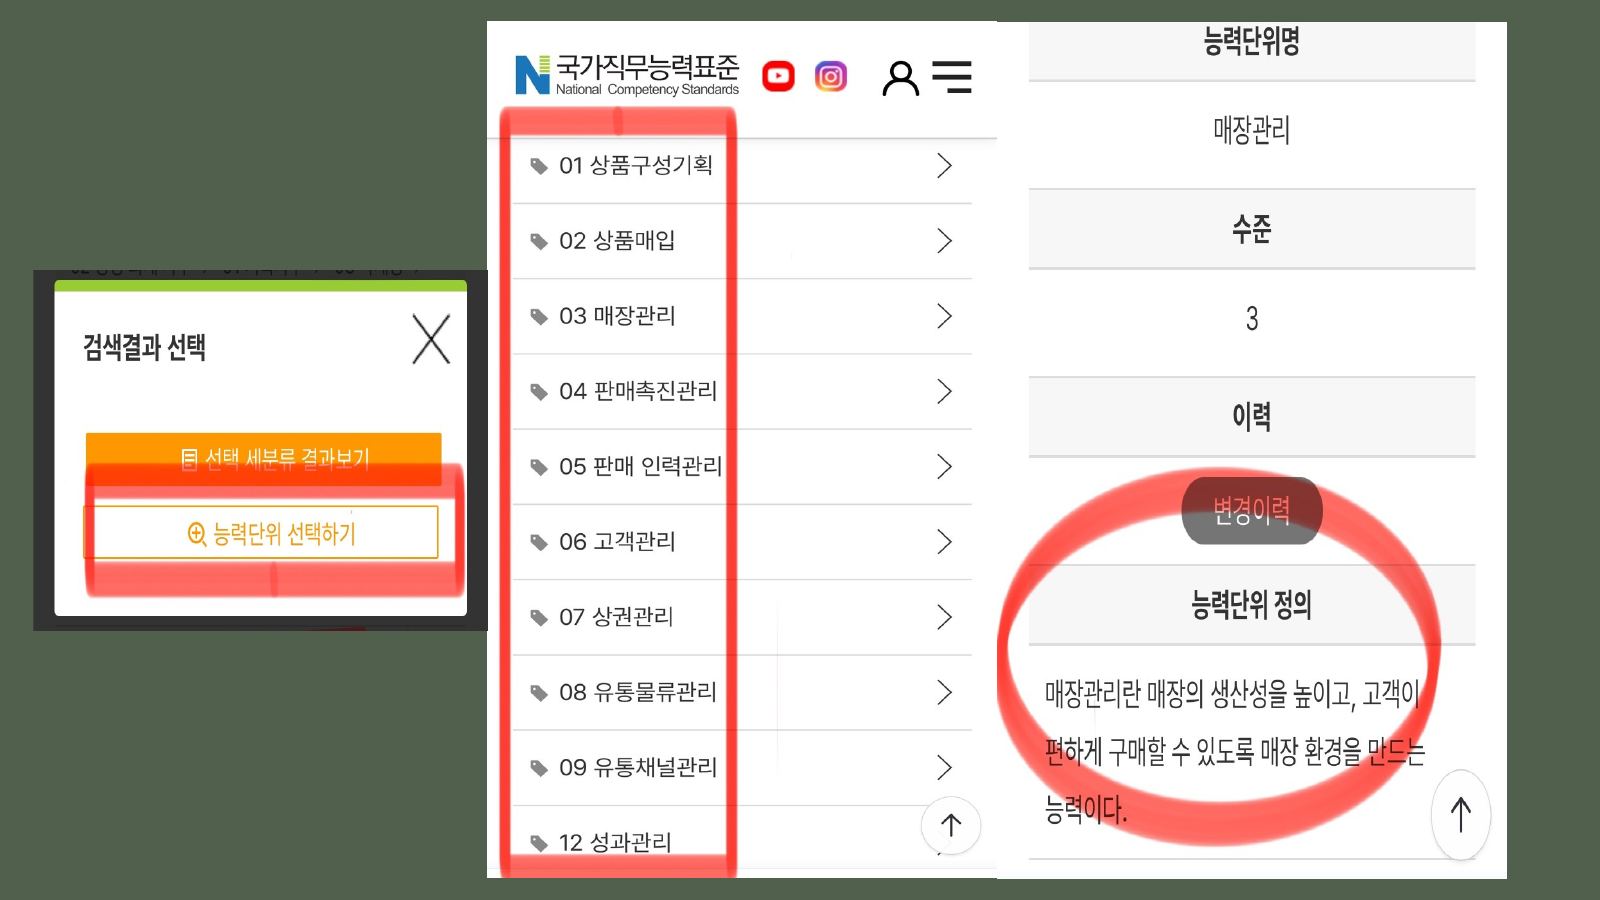 검색결과 선택
선택 세분류 결과보기
능력단위 선택하기
국가직무능력표준
National Competency Standards
01 상품구성기획
02 상품매입
03 매장관리
04 판매촉진관리
05 판매 인력관리
06 고객관리
07 상권관리
08 유통물류관리
09 유통채널관리
12 성과관리
능력단위명
매장관리
수준
3
이력
변경이력
능력단위 정의
매장관리란 매장의 생산성을 높이고, 고객이
편하게 구매할 수 있도록 매장 환경을 만드는
능력이다.